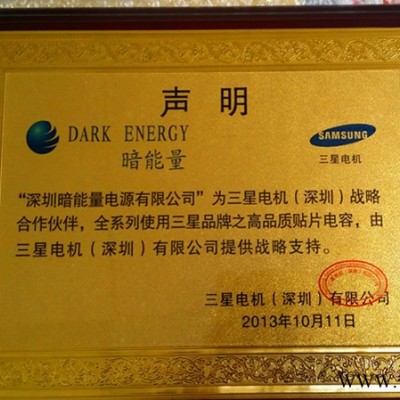 声明
DARK ENERGY
暗能量
SAMSUNG
三星电机
“深圳暗能量电源有限公司”为三星电机（深圳）战略
合作伙伴，全系列使用三星品牌之高品质贴片电容，由
三星电机（深圳）有限公司提供战略支持。
三星电机（深圳）有限公司
2013年10月11日
www.